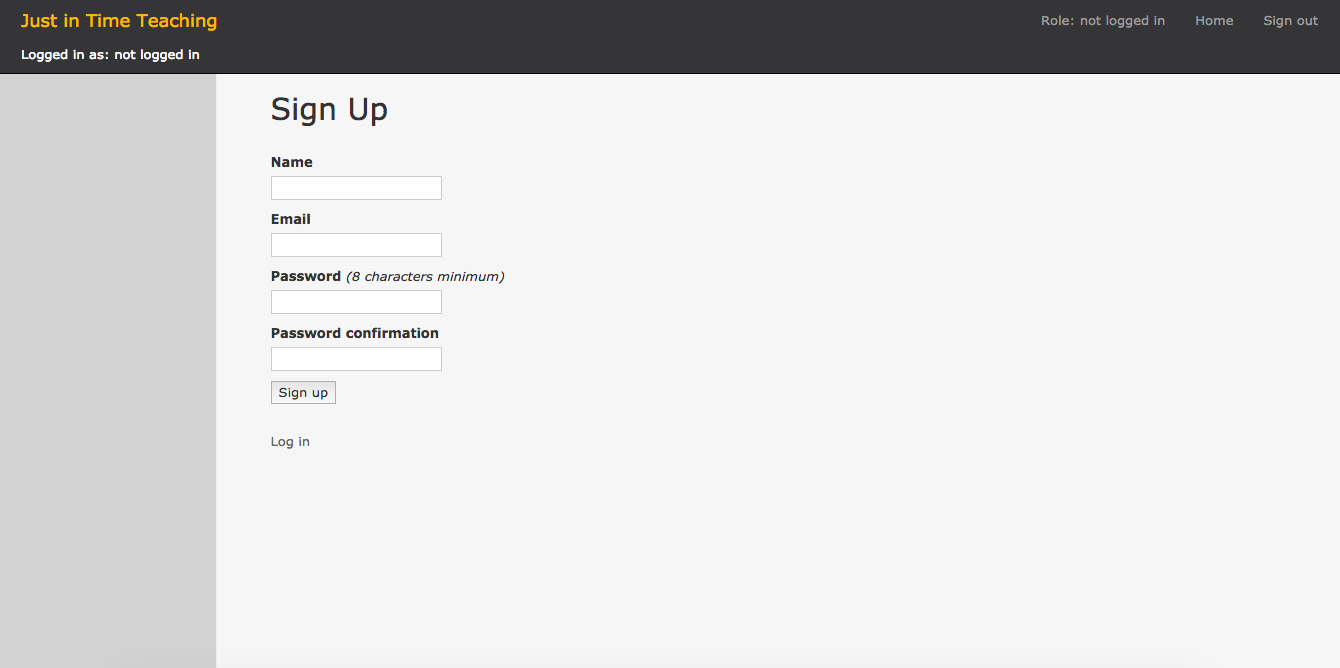 Just in Time Teaching
Role: not logged in Home Sign out
Logged in as: not logged in
Sign Up
Name
Email
Password (8 characters minimum)
Password confirmation
Sign up
Log in